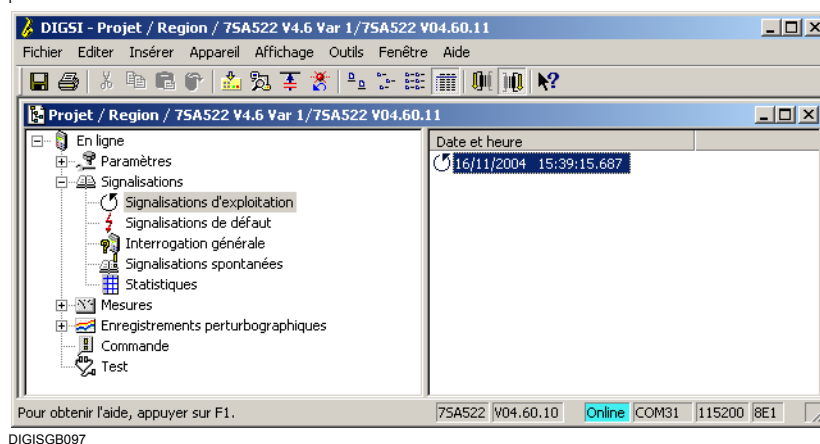 DIGSI - Projet / Region / 7SA522 V4.6 Var 1/7SA522 V04.60.11
Fichier Editer Insérer Appareil Affichage Outils Fenêtre Aide
Projet / Region / 7SA522 V4.6 Var 1/7SA522 V04.60.11
En ligne
Paramètres
Signalisations
Signalisations d'exploitation
Signalisations de défaut
Interrogation générale
Signalisations spontanées
Statistiques
Mesures
Enregistrements perturbographiques
Commande
Test
Date et heure
16/11/2004 15:39:15.687
Pour obtenir l'aide, appuyer sur F1.
7SA522 V04.60.10 Online COM31 115200 8E1
DIGISGB097